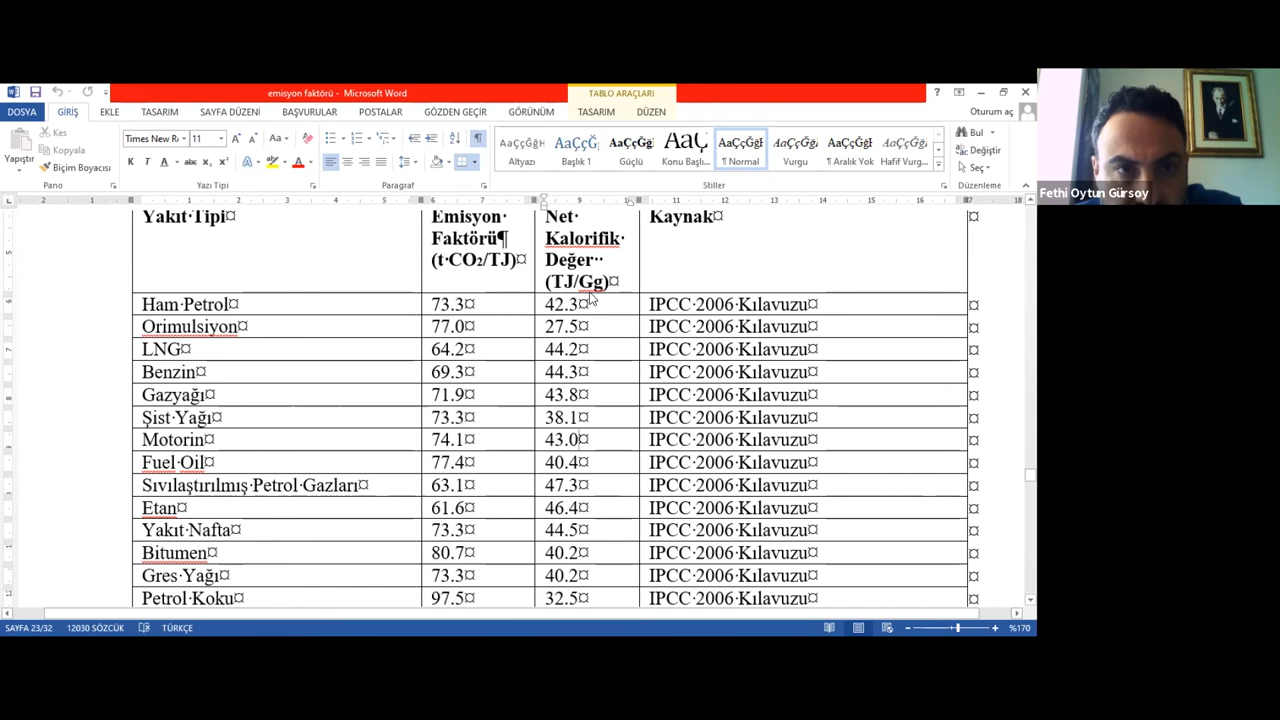 emisyon faktörü - Microsoft Word
TABLO ARAÇLARI
DOSYA GİRİŞ EKLE TASARIM SAYFA DÜZENİ BAŞVURULAR POSTALAR GÖZDEN GEÇİR GÖRÜNÜM TASARIM DÜZEN Oturum aç
Yapıştır
Kes
Kopyala
Biçim Boyacısı
Times New R 11
Altyazı Başlık 1 Güçlü Konu Başl... ¶ Normal Vurgu ¶ Aralık Yok Hafif Vurg...
Bul
Değiştir
Seç
Pano Yazı Tipi Paragraf Stiller Düzenleme
Fethi Oytun Gürsoy
Yakıt·Tipi¤ Emisyon· Faktörü¶ (t·CO₂/TJ)¤ Net· Kalorifik· Değer·· (TJ/Gg)¤ Kaynak¤ ¤
Ham·Petrol¤ 73.3¤ 42.3¤ IPCC·2006·Kılavuzu¤ ¤
Orimulsiyon¤ 77.0¤ 27.5¤ IPCC·2006·Kılavuzu¤ ¤
LNG¤ 64.2¤ 44.2¤ IPCC·2006·Kılavuzu¤ ¤
Benzin¤ 69.3¤ 44.3¤ IPCC·2006·Kılavuzu¤ ¤
Gazyağı¤ 71.9¤ 43.8¤ IPCC·2006·Kılavuzu¤ ¤
Şist·Yağı¤ 73.3¤ 38.1¤ IPCC·2006·Kılavuzu¤ ¤
Motorin¤ 74.1¤ 43.0¤ IPCC·2006·Kılavuzu¤ ¤
Fuel·Oil¤ 77.4¤ 40.4¤ IPCC·2006·Kılavuzu¤ ¤
Sıvılaştırılmış·Petrol·Gazları¤ 63.1¤ 47.3¤ IPCC·2006·Kılavuzu¤ ¤
Etan¤ 61.6¤ 46.4¤ IPCC·2006·Kılavuzu¤ ¤
Yakıt·Nafta¤ 73.3¤ 44.5¤ IPCC·2006·Kılavuzu¤ ¤
Bitumen¤ 80.7¤ 40.2¤ IPCC·2006·Kılavuzu¤ ¤
Gres·Yağı¤ 73.3¤ 40.2¤ IPCC·2006·Kılavuzu¤ ¤
Petrol·Koku¤ 97.5¤ 32.5¤ IPCC·2006·Kılavuzu¤ ¤
SAYFA 23/32 12030 SÖZCÜK TÜRKÇE %170